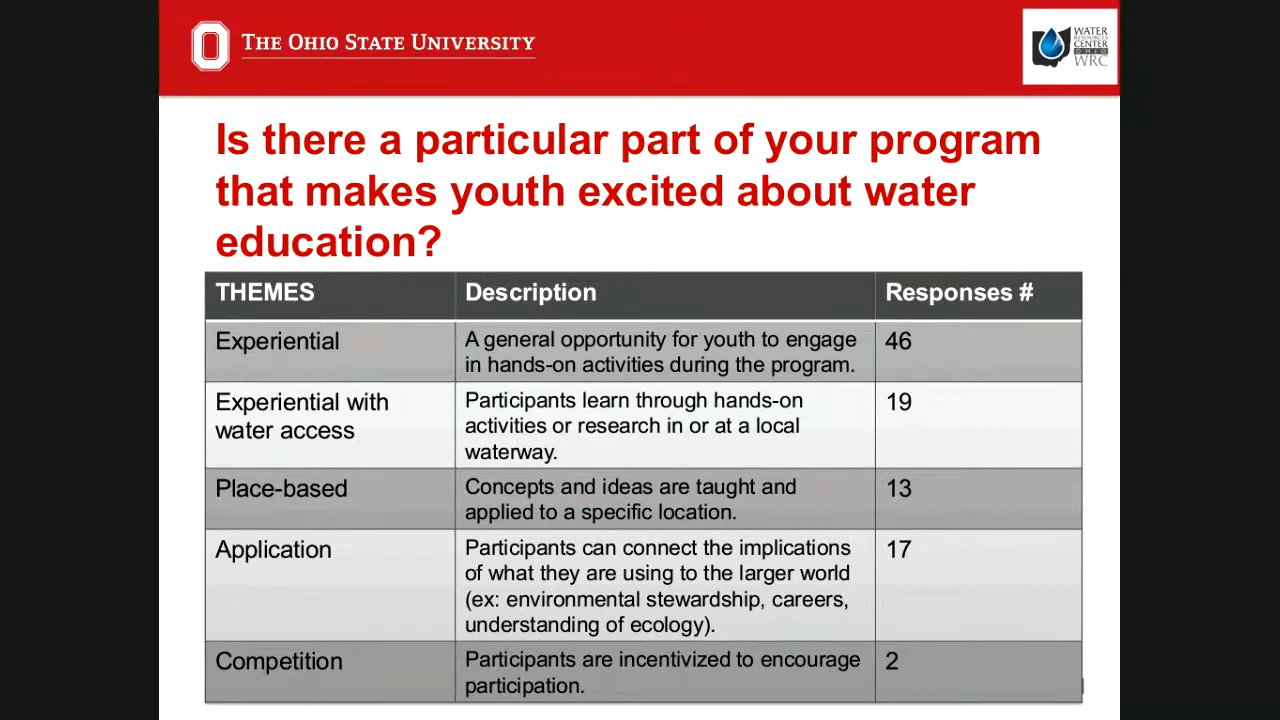 THE OHIO STATE UNIVERSITY
WATER
RESOURCES
CENTER
OHIO
WRC
Is there a particular part of your program
that makes youth excited about water
education?
THEMES Description Responses #
Experiential A general opportunity for youth to engage 46
in hands-on activities during the program.
Experiential with Participants learn through hands-on 19
water access activities or research in or at a local
waterway.
Place-based Concepts and ideas are taught and 13
applied to a specific location.
Application Participants can connect the implications 17
of what they are using to the larger world
(ex: environmental stewardship, careers,
understanding of ecology).
Competition Participants are incentivized to encourage 2
participation.